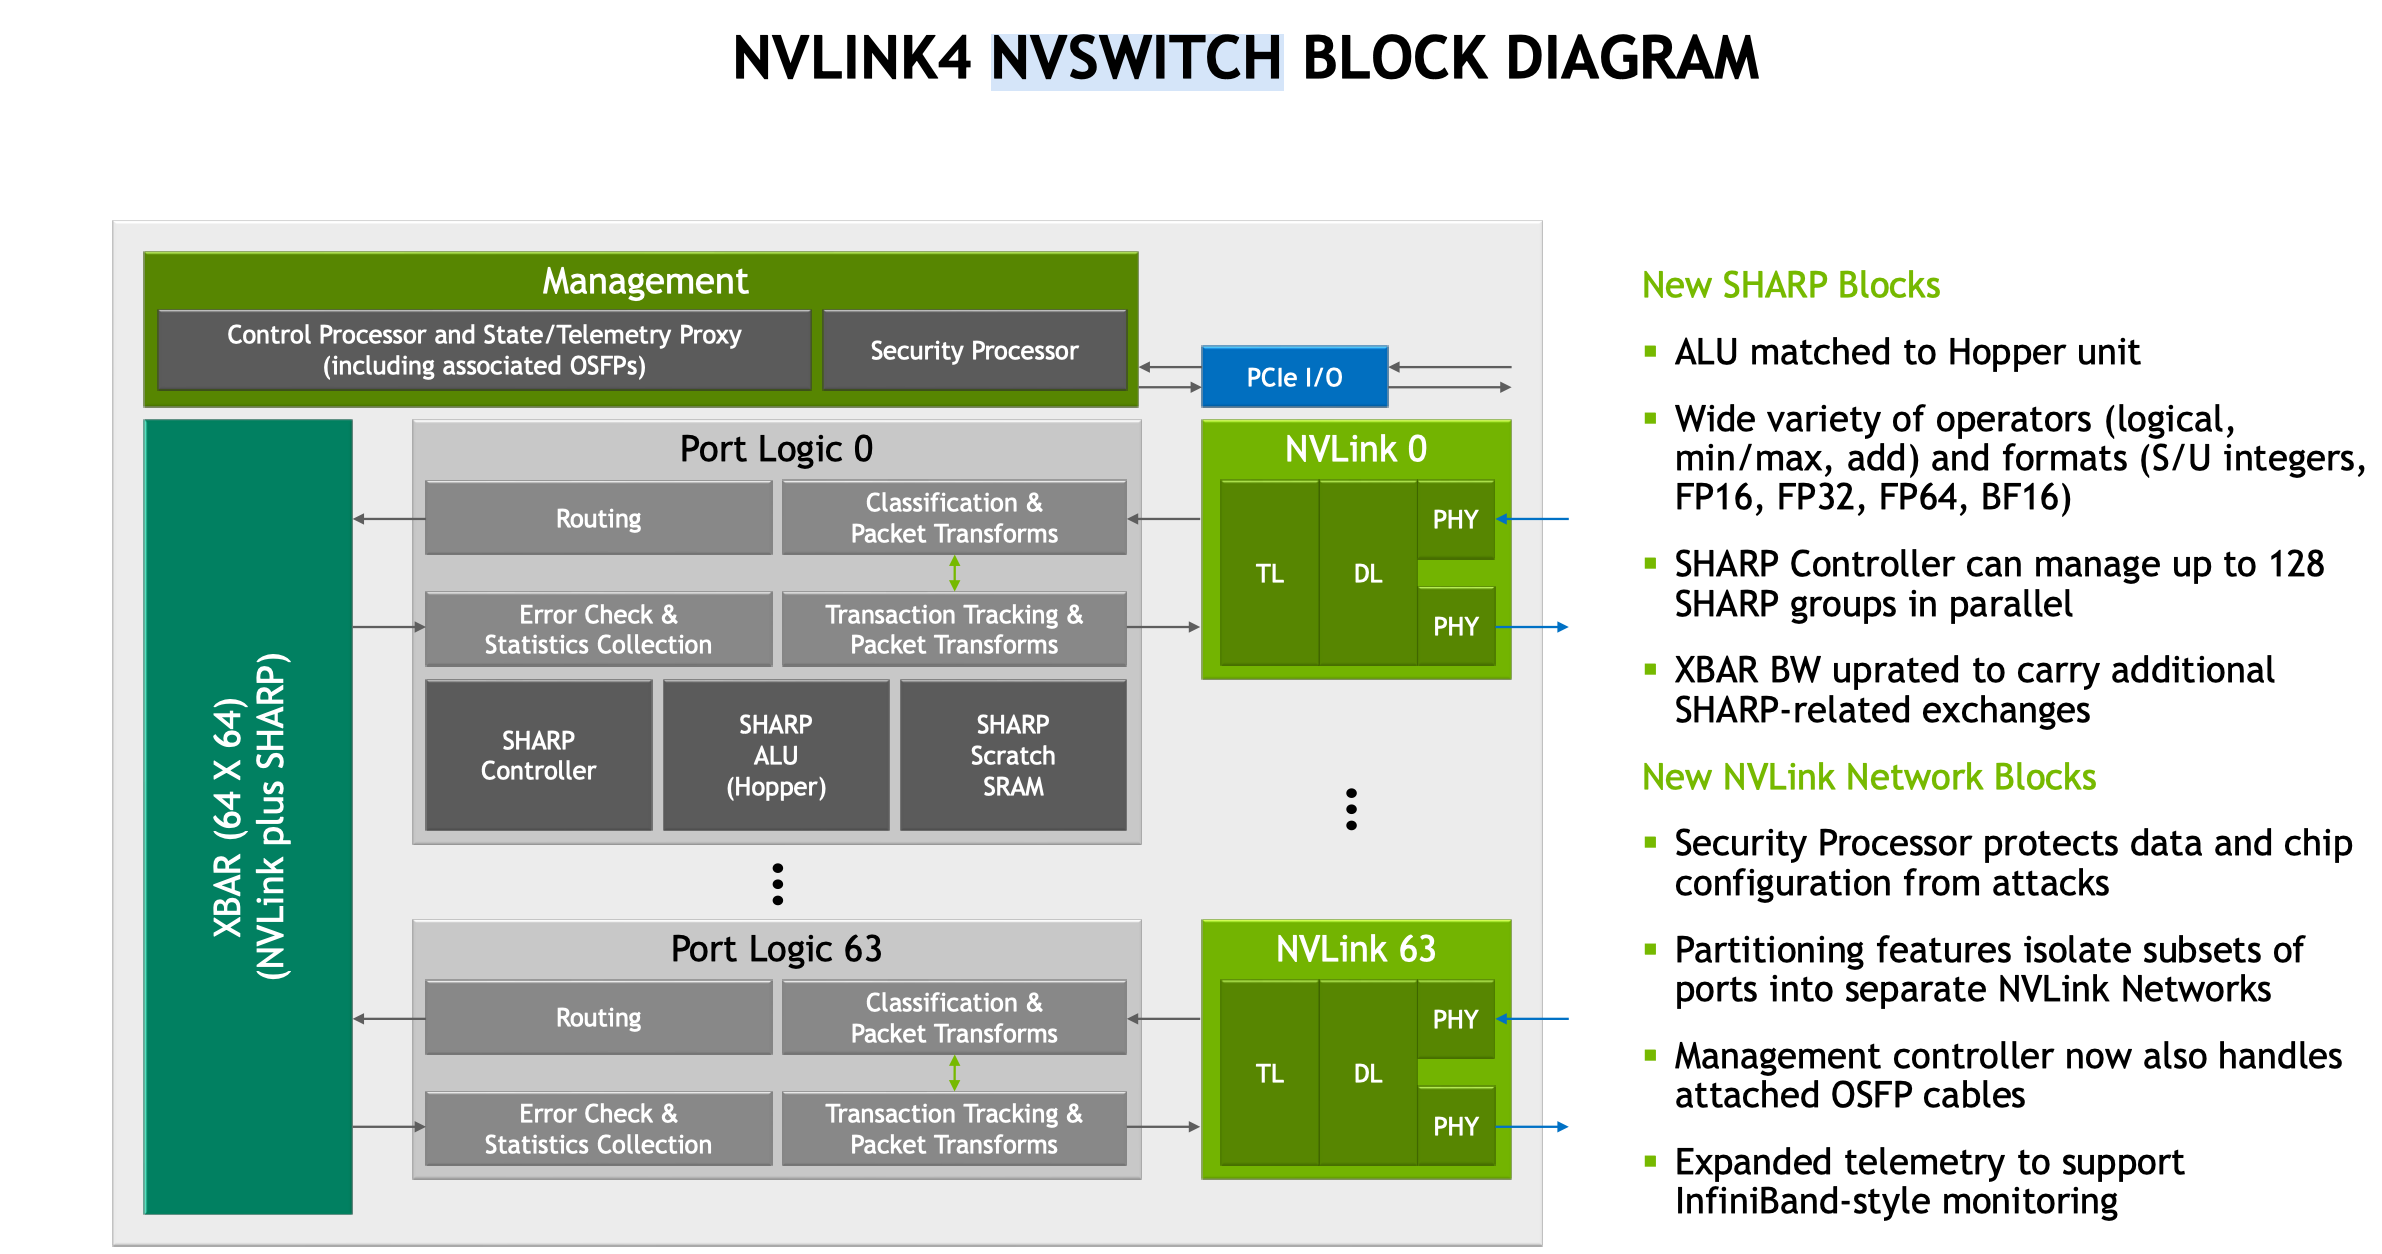 NVLINK4 NVSWITCH BLOCK DIAGRAM
Management
Control Processor and State/Telemetry Proxy
(including associated OSFPs)
Security Processor
PCIe I/O
XBAR (64 X 64)
(NVLink plus SHARP)
Port Logic 0
Routing
Classification &
Packet Transforms
Error Check &
Statistics Collection
Transaction Tracking &
Packet Transforms
SHARP
Controller
SHARP
ALU
(Hopper)
SHARP
Scratch
SRAM
NVLink 0
TL
DL
PHY
PHY
Port Logic 63
Routing
Classification &
Packet Transforms
Error Check &
Statistics Collection
Transaction Tracking &
Packet Transforms
NVLink 63
TL
DL
PHY
PHY
New SHARP Blocks
▪ ALU matched to Hopper unit
▪ Wide variety of operators (logical,
min/max, add) and formats (S/U integers,
FP16, FP32, FP64, BF16)
▪ SHARP Controller can manage up to 128
SHARP groups in parallel
▪ XBAR BW uprated to carry additional
SHARP-related exchanges
New NVLink Network Blocks
▪ Security Processor protects data and chip
configuration from attacks
▪ Partitioning features isolate subsets of
ports into separate NVLink Networks
▪ Management controller now also handles
attached OSFP cables
▪ Expanded telemetry to support
InfiniBand-style monitoring